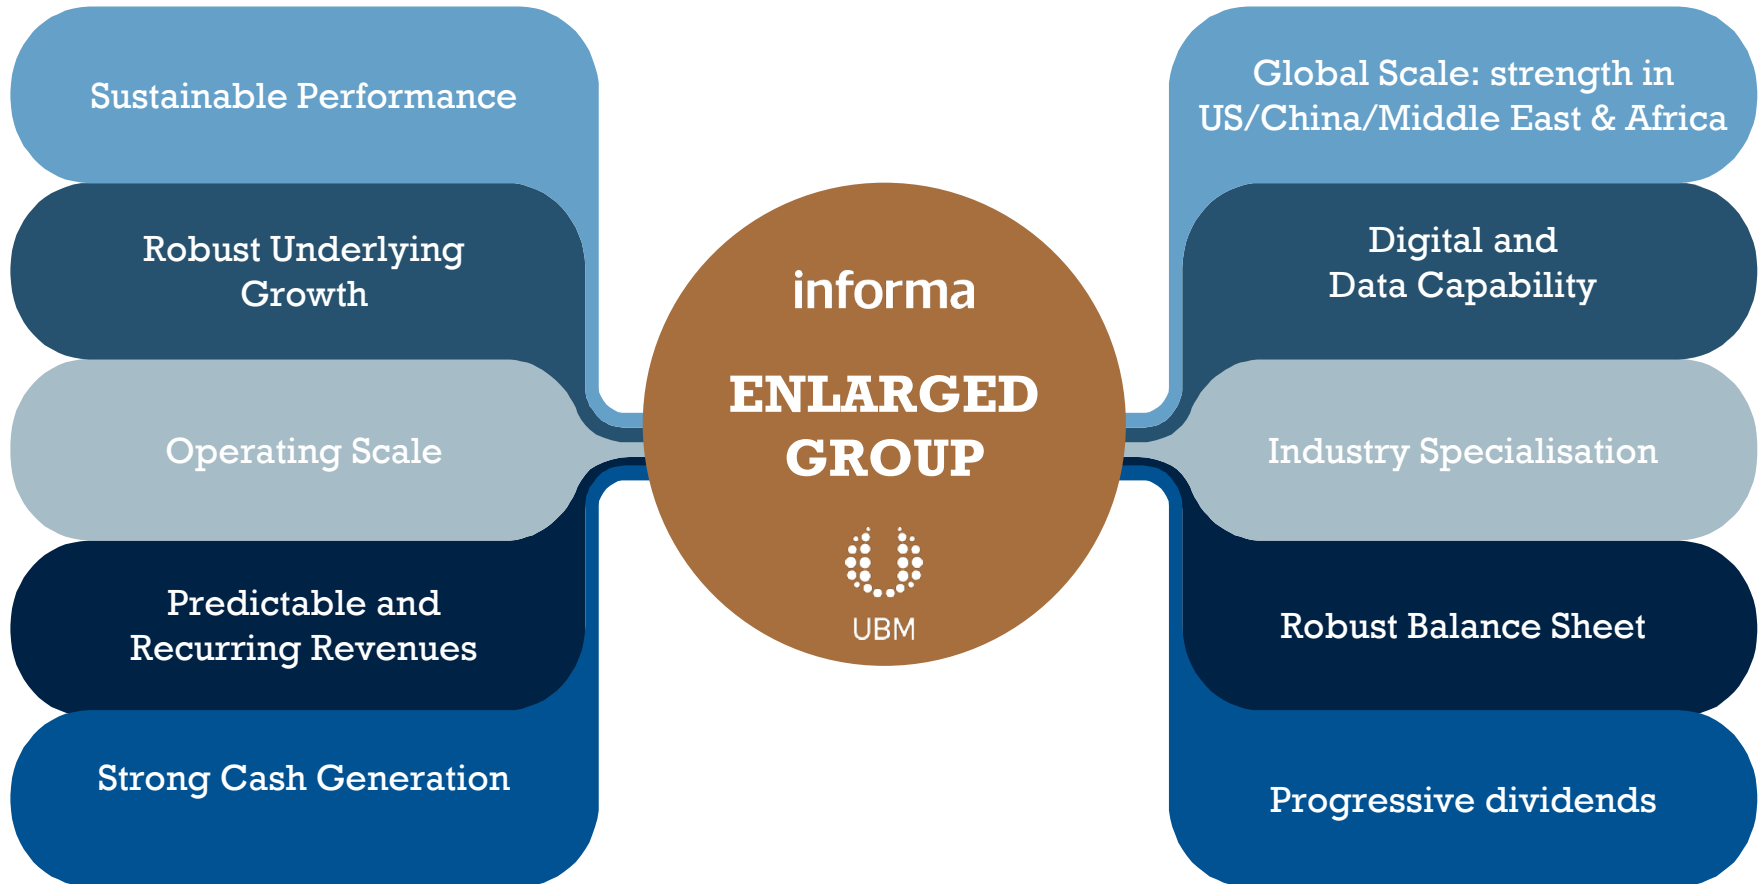 Sustainable Performance
Robust Underlying
Growth
Operating Scale
Predictable and
Recurring Revenues
Strong Cash Generation
informa
ENLARGED
GROUP
UBM
Global Scale: strength in
US/China/Middle East & Africa
Digital and
Data Capability
Industry Specialisation
Robust Balance Sheet
Progressive dividends